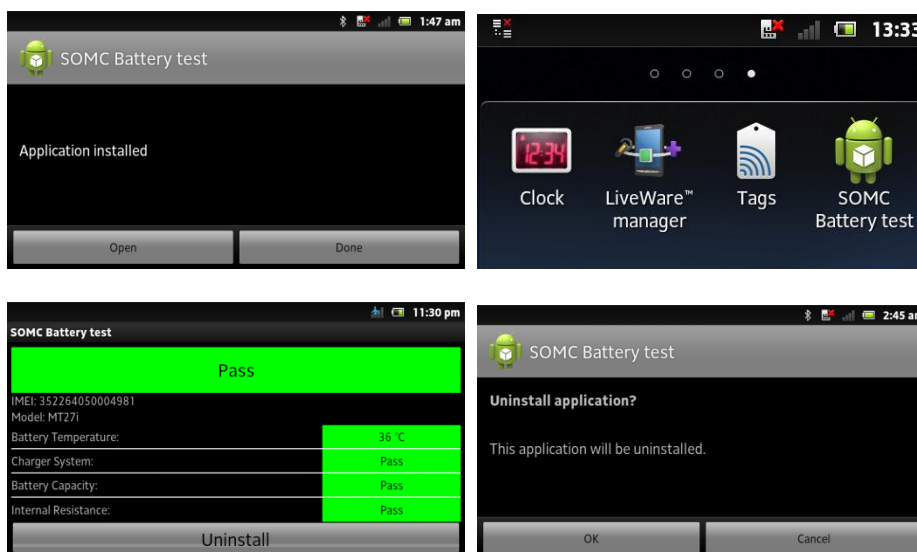 1:47 am
SOMC Battery test
Application installed
Open
Done
13:33
12:34
Clock
LiveWare™
manager
Tags
SOMC
Battery test
11:30 pm
SOMC Battery test
Pass
IMEI: 352264050004981
Model: MT27i
Battery Temperature: 36 °C
Charger System: Pass
Battery Capacity: Pass
Internal Resistance: Pass
Uninstall
2:45 am
SOMC Battery test
Uninstall application?
This application will be uninstalled.
OK
Cancel